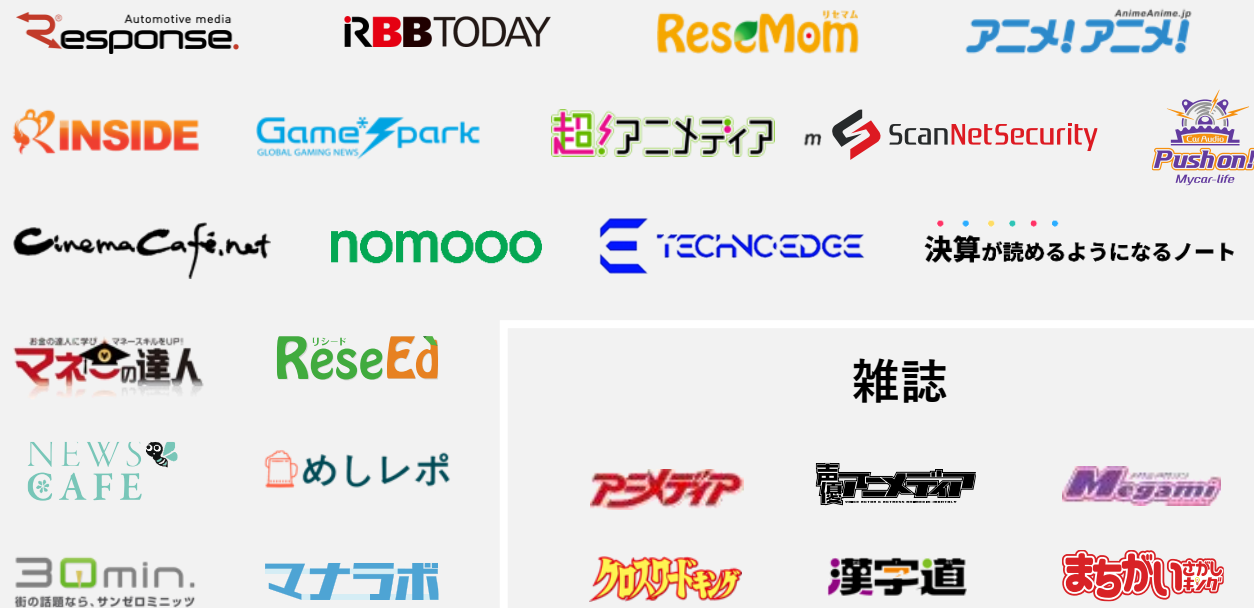 Automotive media
Response.
iRBBTODAY
リセマム
ReseMom
AnimeAnime.jp
アニメ!アニメ!
iNSIDE
Game*Spark
GLOBAL GAMING NEWS
超!アニメディア
m
ScanNetSecurity
Car Audio
Push on!
Mycar-life
CinemaCafé.net
nomooo
TECHNOEDGE
決算が読めるようになるノート
お金の達人に学び マネースキルをUP!
マネーの達人
リシード
ReseEd
NEWS
CAFE
めしレポ
30min.
街の話題なら、サンゼロミニッツ
マナラボ
雑誌
アニメディア
声優アニメディア
Megami
クロスワードキング
漢字道
まちがいさがしキング